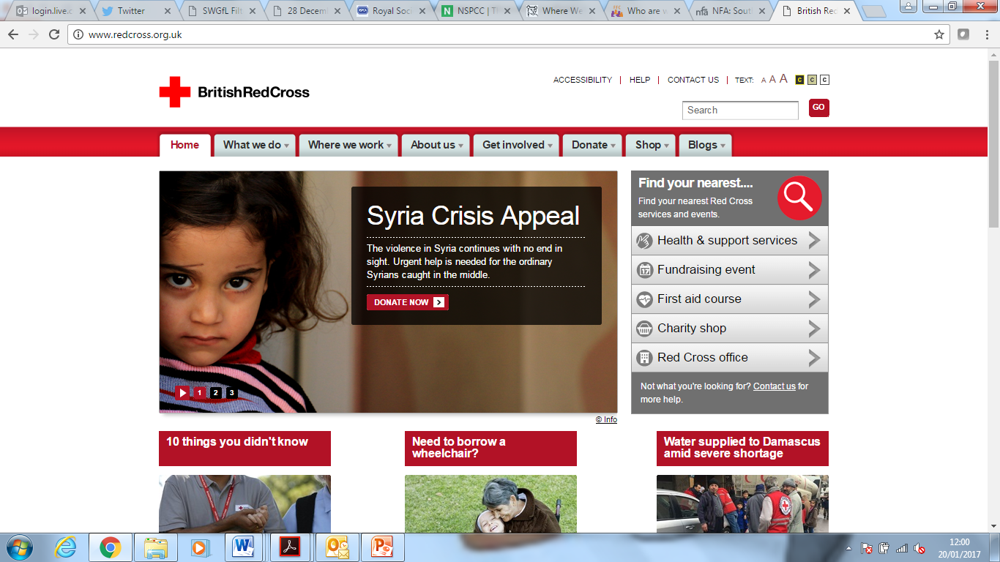 login.live.c
Twitter
SWGfL Filt
28 Decemb
Royal Socie
NSPCC | Th
Where We
Who are w
NFA: Sout
British Red
www.redcross.org.uk
BritishRedCross
ACCESSIBILITY | HELP | CONTACT US | TEXT: A A A C C C
Search GO
Home What we do Where we work About us Get involved Donate Shop Blogs
Syria Crisis Appeal
The violence in Syria continues with no end in
sight. Urgent help is needed for the ordinary
Syrians caught in the middle.
DONATE NOW
1 2 3
© Info
Find your nearest....
Find your nearest Red Cross
services and events.
Health & support services
17
Fundraising event
First aid course
Charity shop
Red Cross office
Not what you're looking for? Contact us for
more help.
10 things you didn't know
Need to borrow a
wheelchair?
Water supplied to Damascus
amid severe shortage
12:00
20/01/2017